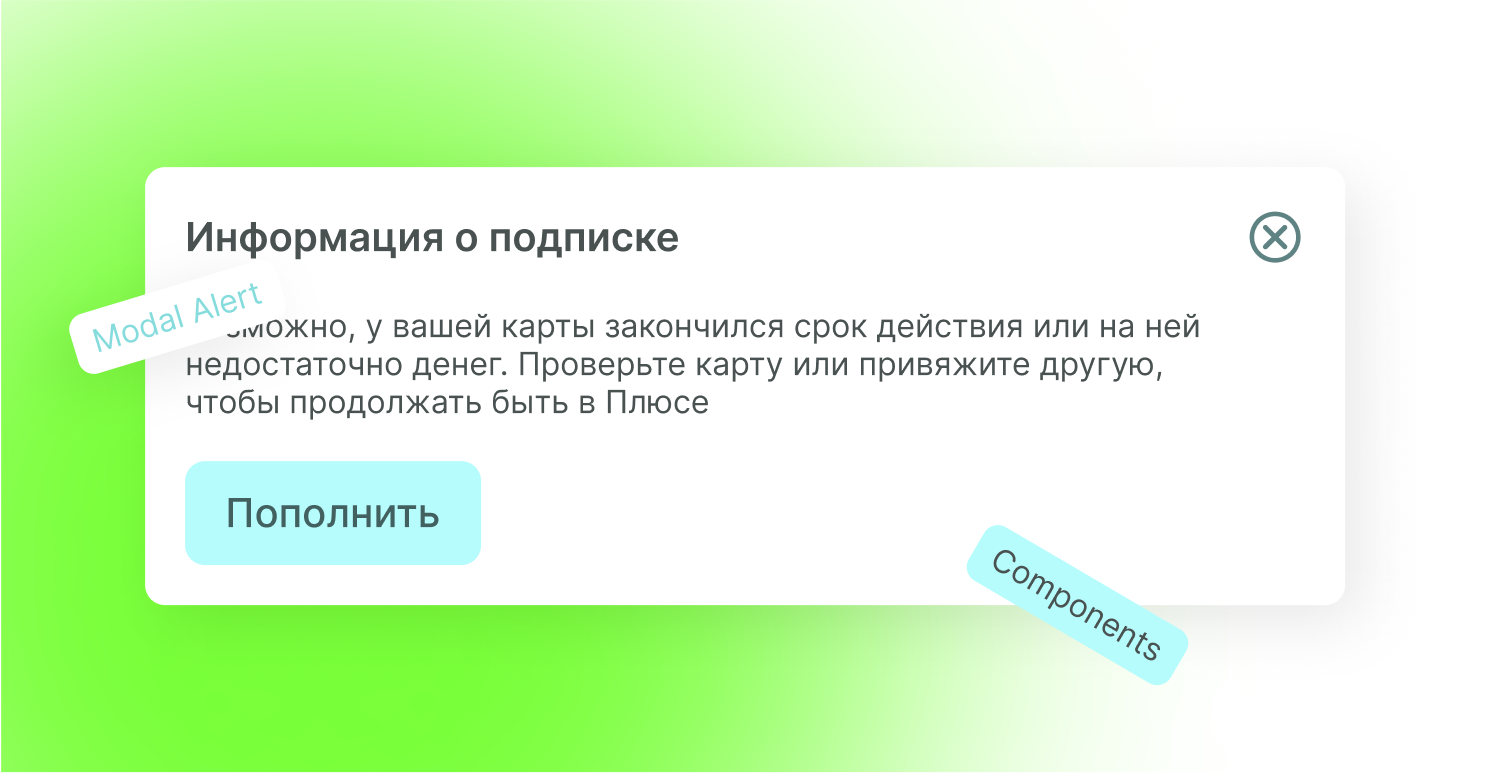 Информация о подписке
Modal Alert
зможно, у вашей карты закончился срок действия или на ней
недостаточно денег. Проверьте карту или привяжите другую,
чтобы продолжать быть в Плюсе
Пополнить
Components